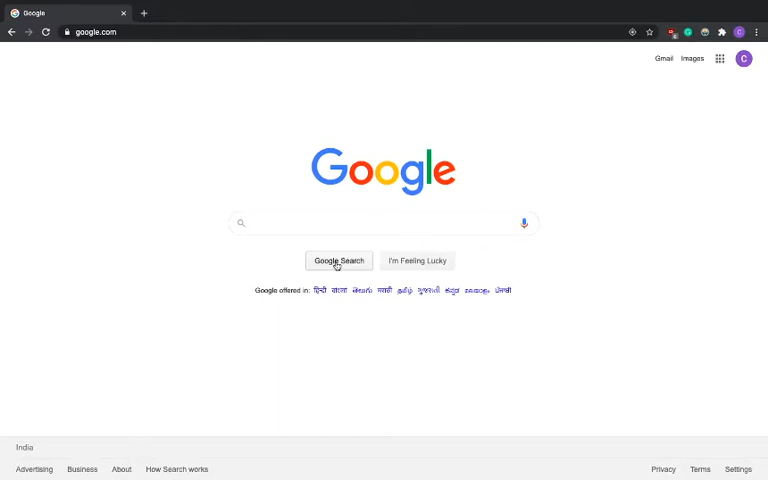 Google
google.com
C
Gmail Images
C
Google
Google Search I'm Feeling Lucky
Google offered in: हिन्दी বাংলা తెలుగు मराठी தமிழ் ગુજરાતી ಕನ್ನಡ മലയാളം ਪੰਜਾਬੀ
India
Advertising Business About How Search works Privacy Terms Settings